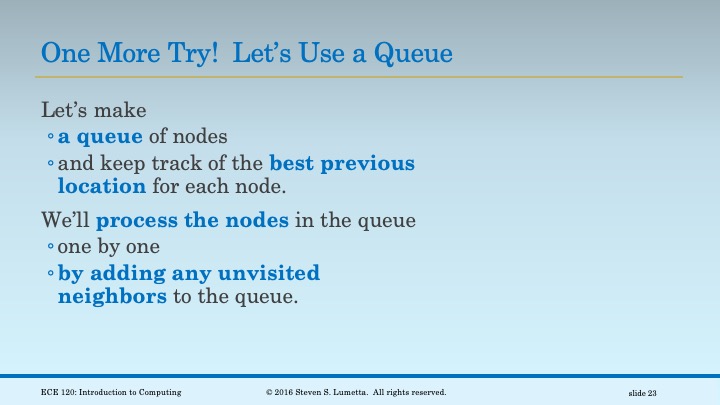 One More Try!  Let’s Use a Queue
Let’s make
◦a queue of nodes
◦and keep track of the best previous
location for each node.
We’ll process the nodes in the queue
◦one by one
◦by adding any unvisited
neighbors to the queue.
ECE 120: Introduction to Computing
© 2016 Steven S. Lumetta.  All rights reserved.
slide 23